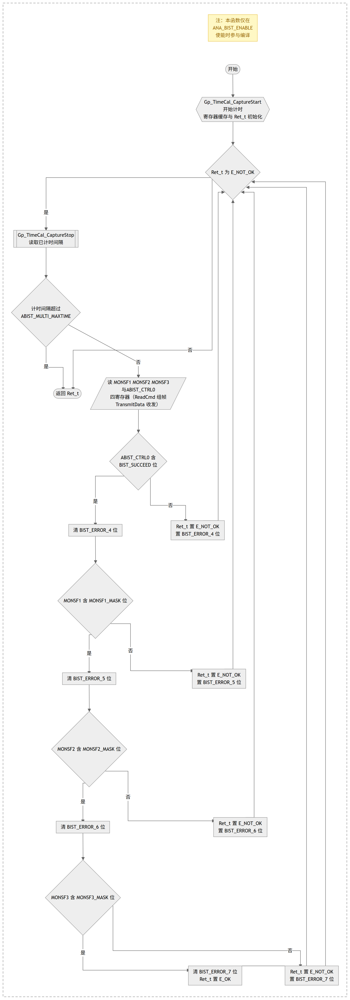 注：本函数仅在
ANA_BIST_ENABLE
使能时参与编译
开始
Gp_TimeCal_CaptureStart
开始计时
寄存器缓存与 Ret_t 初始化
Ret_t 为 E_NOT_OK
是
Gp_TimeCal_CaptureStop
读取已计时间隔
计时间隔超过
ABIST_MULTI_MAXTIME
否
否
是
返回 Ret_t
读 MONSF1 MONSF2 MONSF3
与ABIST_CTRL0
四寄存器（ReadCmd 组帧
TransmitData 收发）
ABIST_CTRL0 含
BIST_SUCCEED 位
是
否
清 BIST_ERROR_4 位
Ret_t 置 E_NOT_OK
置 BIST_ERROR_4 位
MONSF1 含 MONSF1_MASK 位
否
是
清 BIST_ERROR_5 位
Ret_t 置 E_NOT_OK
置 BIST_ERROR_5 位
MONSF2 含 MONSF2_MASK 位
否
是
清 BIST_ERROR_6 位
Ret_t 置 E_NOT_OK
置 BIST_ERROR_6 位
MONSF3 含 MONSF3_MASK 位
否
是
清 BIST_ERROR_7 位
Ret_t 置 E_OK
Ret_t 置 E_NOT_OK
置 BIST_ERROR_7 位